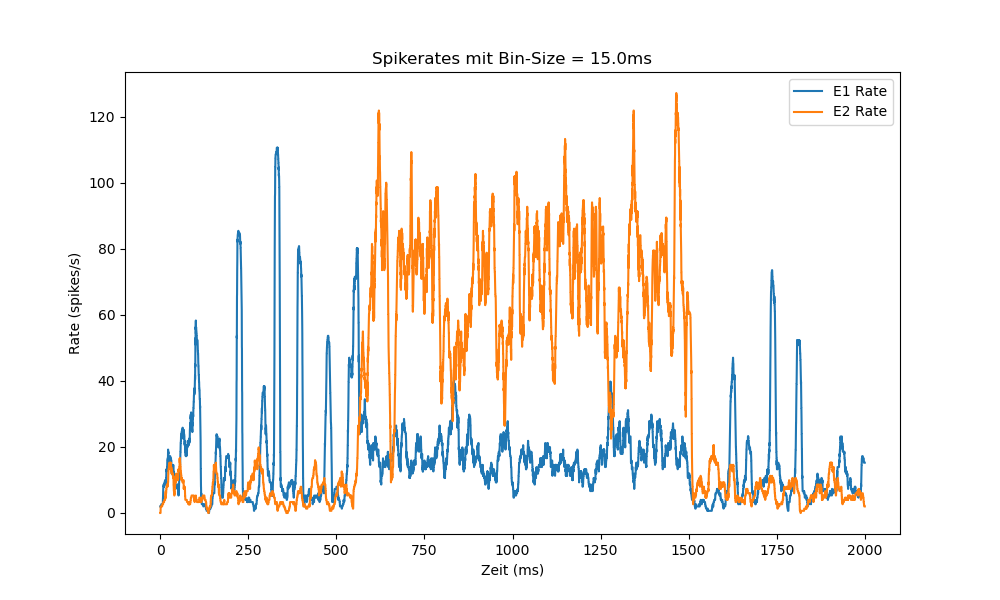 Spikerates mit Bin-Size = 15.0ms
E1 Rate
E2 Rate
Rate (spikes/s)
120
100
80
60
40
20
0
0 250 500 750 1000 1250 1500 1750 2000
Zeit (ms)